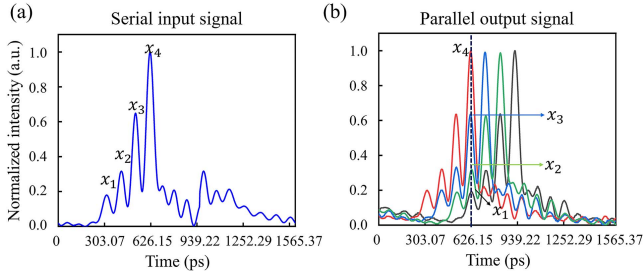 (a)
Serial input signal
Normalized intensity (a.u.)
1.0
0.8
0.6
0.4
0.2
0.0
x₁
x₂
x₃
x₄
0 303.07 626.15 939.22 1252.29 1565.37
Time (ps)
(b)
Parallel output signal
1.0
0.8
0.6
0.4
0.2
0
x₄
x₃
x₂
x₁
0 303.07 626.15 939.22 1252.29 1565.37
Time (ps)